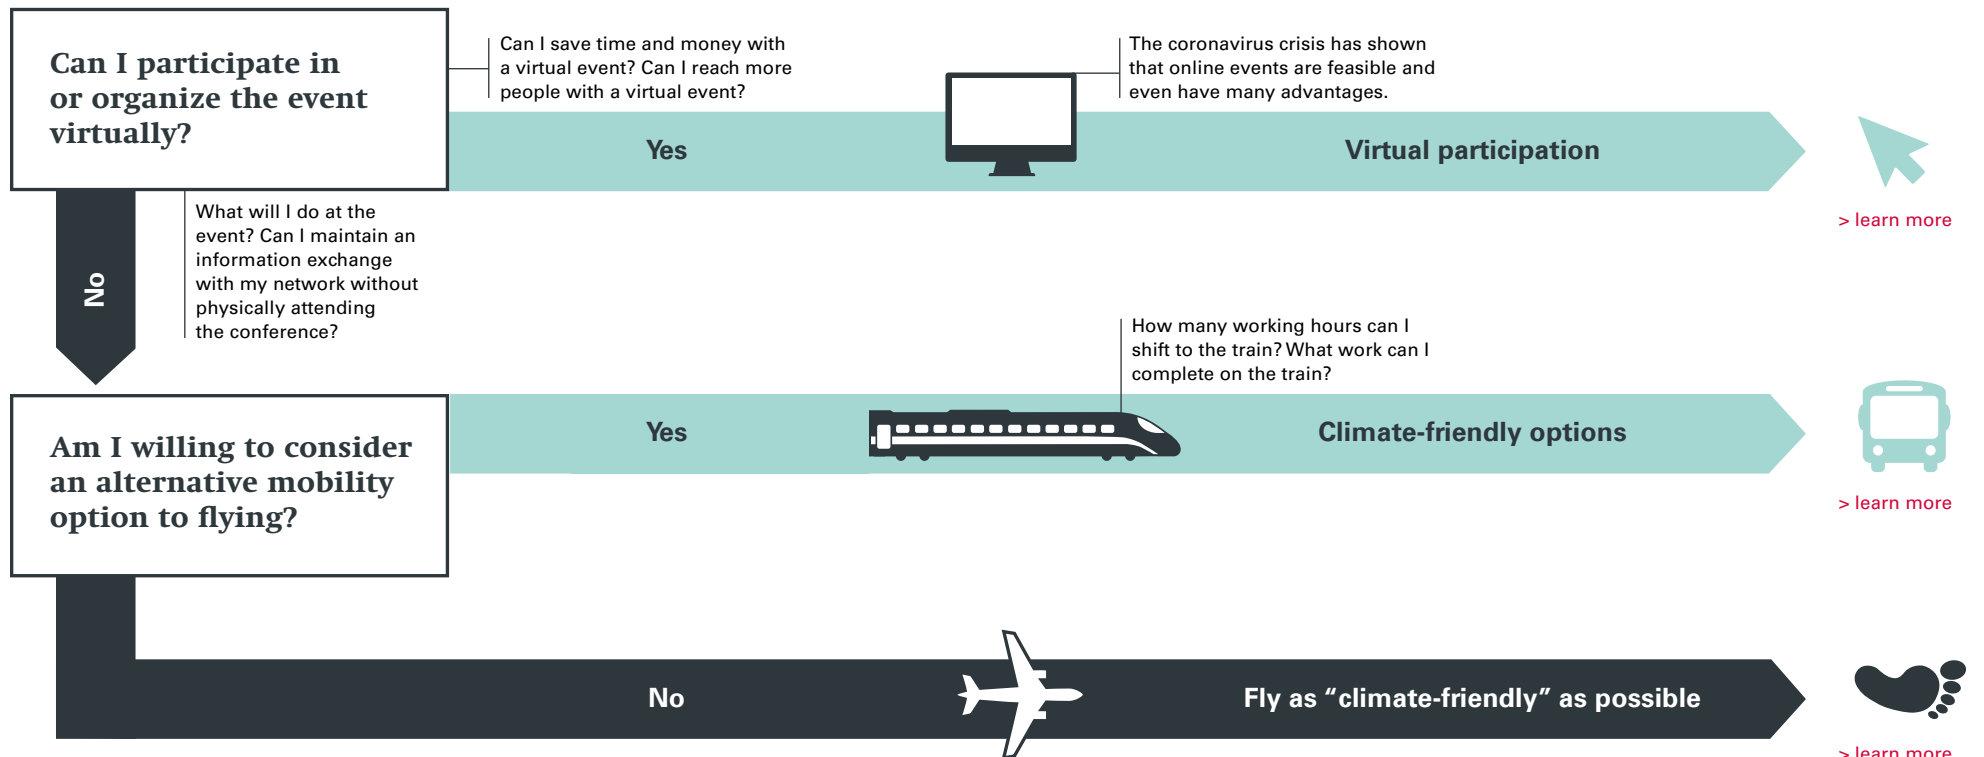 Can I participate in
or organize the event
virtually?
Can I save time and money with
a virtual event? Can I reach more
people with a virtual event?
The coronavirus crisis has shown
that online events are feasible and
even have many advantages.
Yes
Virtual participation
> learn more
No
What will I do at the
event? Can I maintain an
information exchange
with my network without
physically attending
the conference?
How many working hours can I
shift to the train? What work can I
complete on the train?
Am I willing to consider
an alternative mobility
option to flying?
Yes
Climate-friendly options
> learn more
No
Fly as “climate-friendly” as possible
> learn more